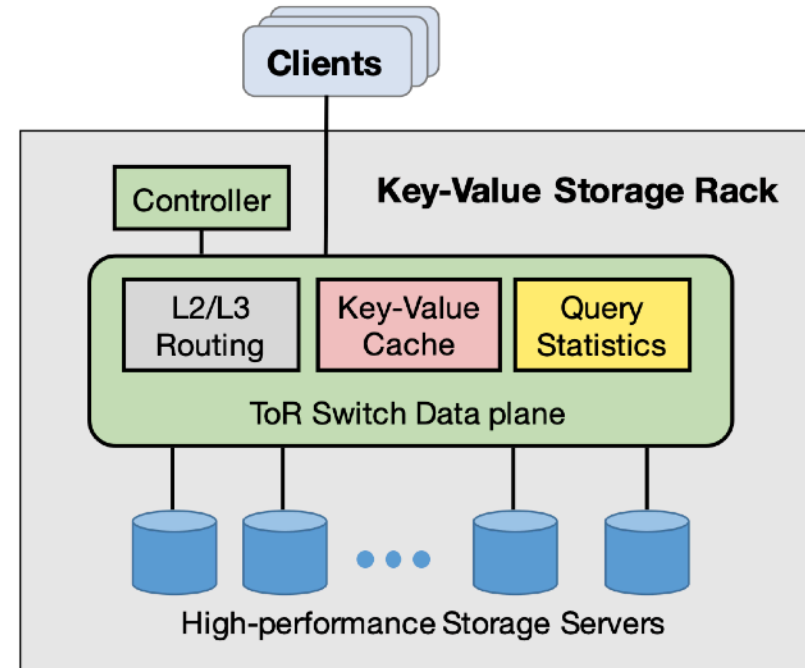 Clients
Controller
Key-Value Storage Rack
L2/L3
Routing
Key-Value
Cache
Query
Statistics
ToR Switch Data plane
High-performance Storage Servers